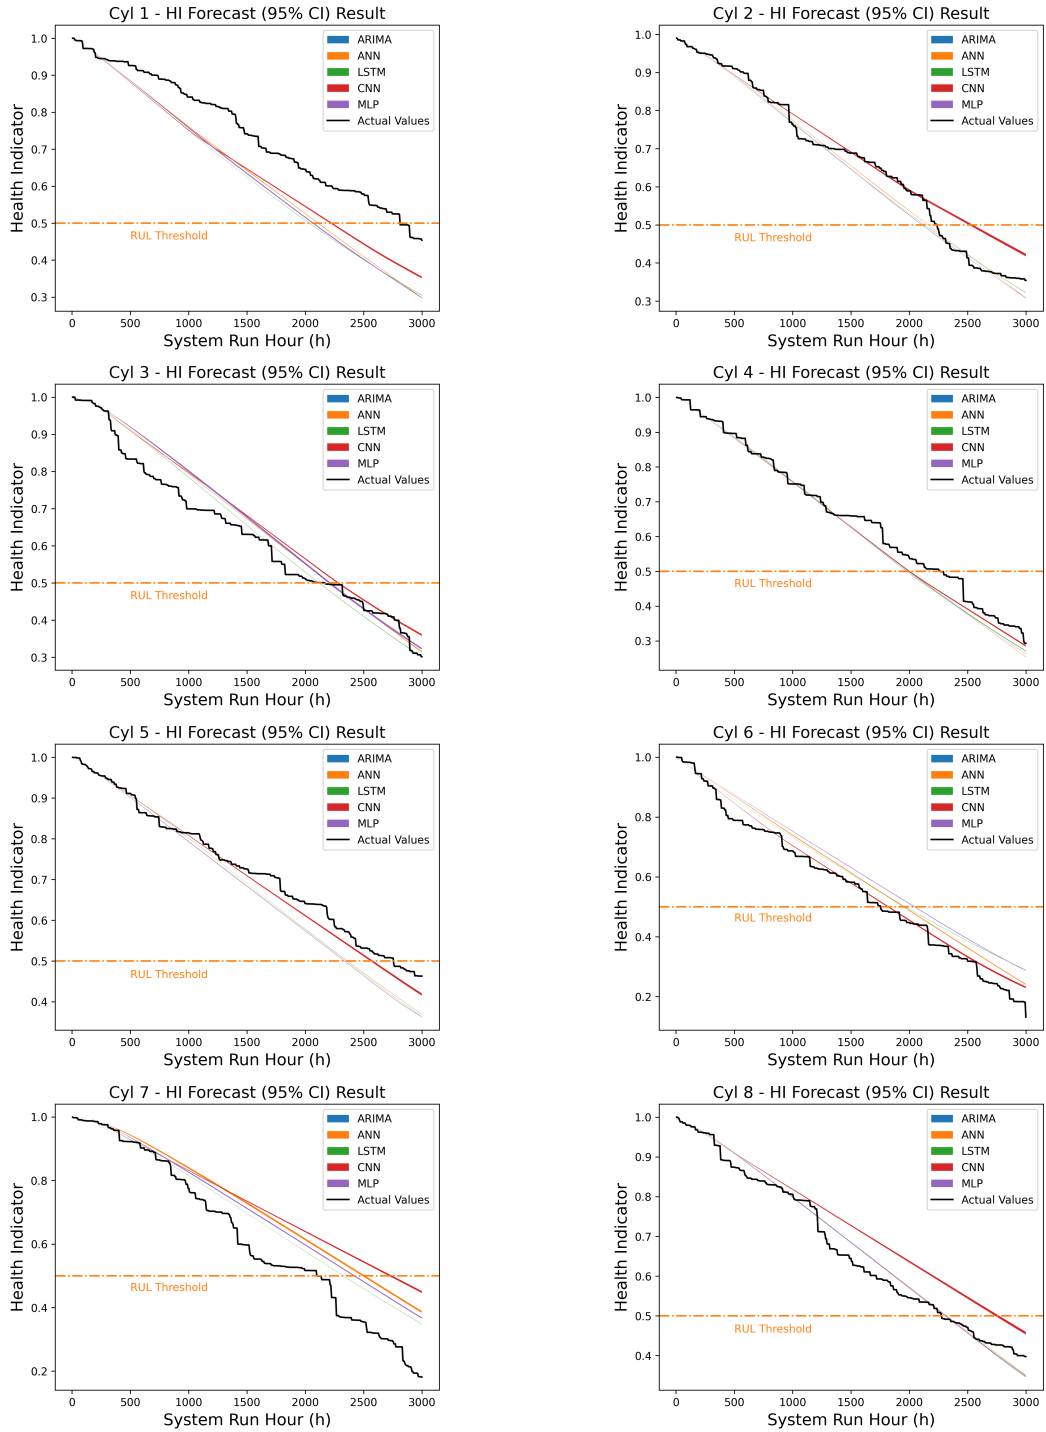 Cyl 1 - HI Forecast (95% CI) Result
Health Indicator
1.0
0.9
0.8
0.7
0.6
0.5
0.4
0.3
ARIMA
ANN
LSTM
CNN
MLP
Actual Values
RUL Threshold
0 500 1000 1500 2000 2500 3000
System Run Hour (h)
Cyl 2 - HI Forecast (95% CI) Result
Health Indicator
1.0
0.9
0.8
0.7
0.6
0.5
0.4
0.3
ARIMA
ANN
LSTM
CNN
MLP
Actual Values
RUL Threshold
0 500 1000 1500 2000 2500 3000
System Run Hour (h)
Cyl 3 - HI Forecast (95% CI) Result
Health Indicator
1.0
0.9
0.8
0.7
0.6
0.5
0.4
0.3
ARIMA
ANN
LSTM
CNN
MLP
Actual Values
RUL Threshold
0 500 1000 1500 2000 2500 3000
System Run Hour (h)
Cyl 4 - HI Forecast (95% CI) Result
Health Indicator
1.0
0.9
0.8
0.7
0.6
0.5
0.4
0.3
ARIMA
ANN
LSTM
CNN
MLP
Actual Values
RUL Threshold
0 500 1000 1500 2000 2500 3000
System Run Hour (h)
Cyl 5 - HI Forecast (95% CI) Result
Health Indicator
1.0
0.9
0.8
0.7
0.6
0.5
0.4
ARIMA
ANN
LSTM
CNN
MLP
Actual Values
RUL Threshold
0 500 1000 1500 2000 2500 3000
System Run Hour (h)
Cyl 6 - HI Forecast (95% CI) Result
Health Indicator
1.0
0.8
0.6
0.4
0.2
ARIMA
ANN
LSTM
CNN
MLP
Actual Values
RUL Threshold
0 500 1000 1500 2000 2500 3000
System Run Hour (h)
Cyl 7 - HI Forecast (95% CI) Result
Health Indicator
1.0
0.8
0.6
0.4
0.2
ARIMA
ANN
LSTM
CNN
MLP
Actual Values
RUL Threshold
0 500 1000 1500 2000 2500 3000
System Run Hour (h)
Cyl 8 - HI Forecast (95% CI) Result
Health Indicator
1.0
0.9
0.8
0.7
0.6
0.5
0.4
ARIMA
ANN
LSTM
CNN
MLP
Actual Values
RUL Threshold
0 500 1000 1500 2000 2500 3000
System Run Hour (h)